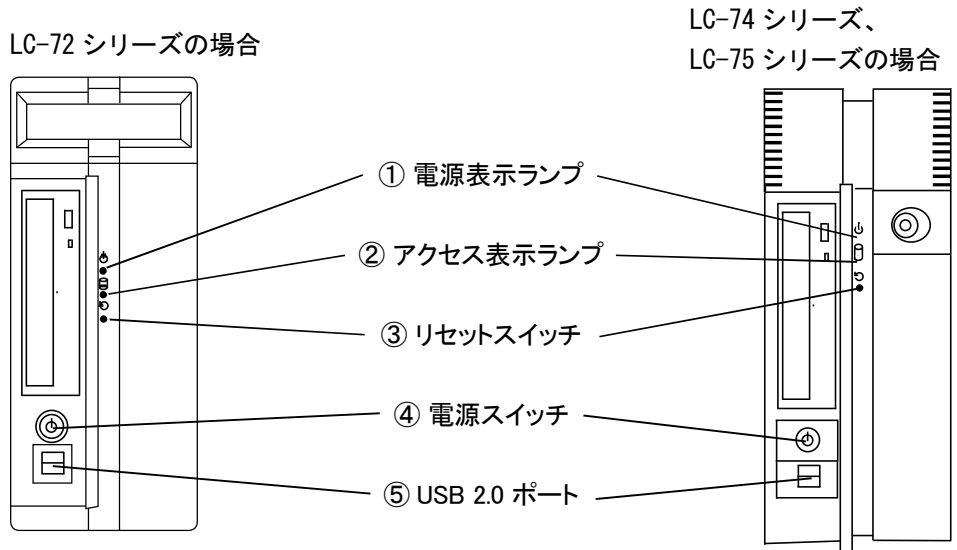 LC-72 シリーズの場合
LC-74 シリーズ、
LC-75 シリーズの場合
① 電源表示ランプ
② アクセス表示ランプ
③ リセットスイッチ
④ 電源スイッチ
⑤ USB 2.0 ポート